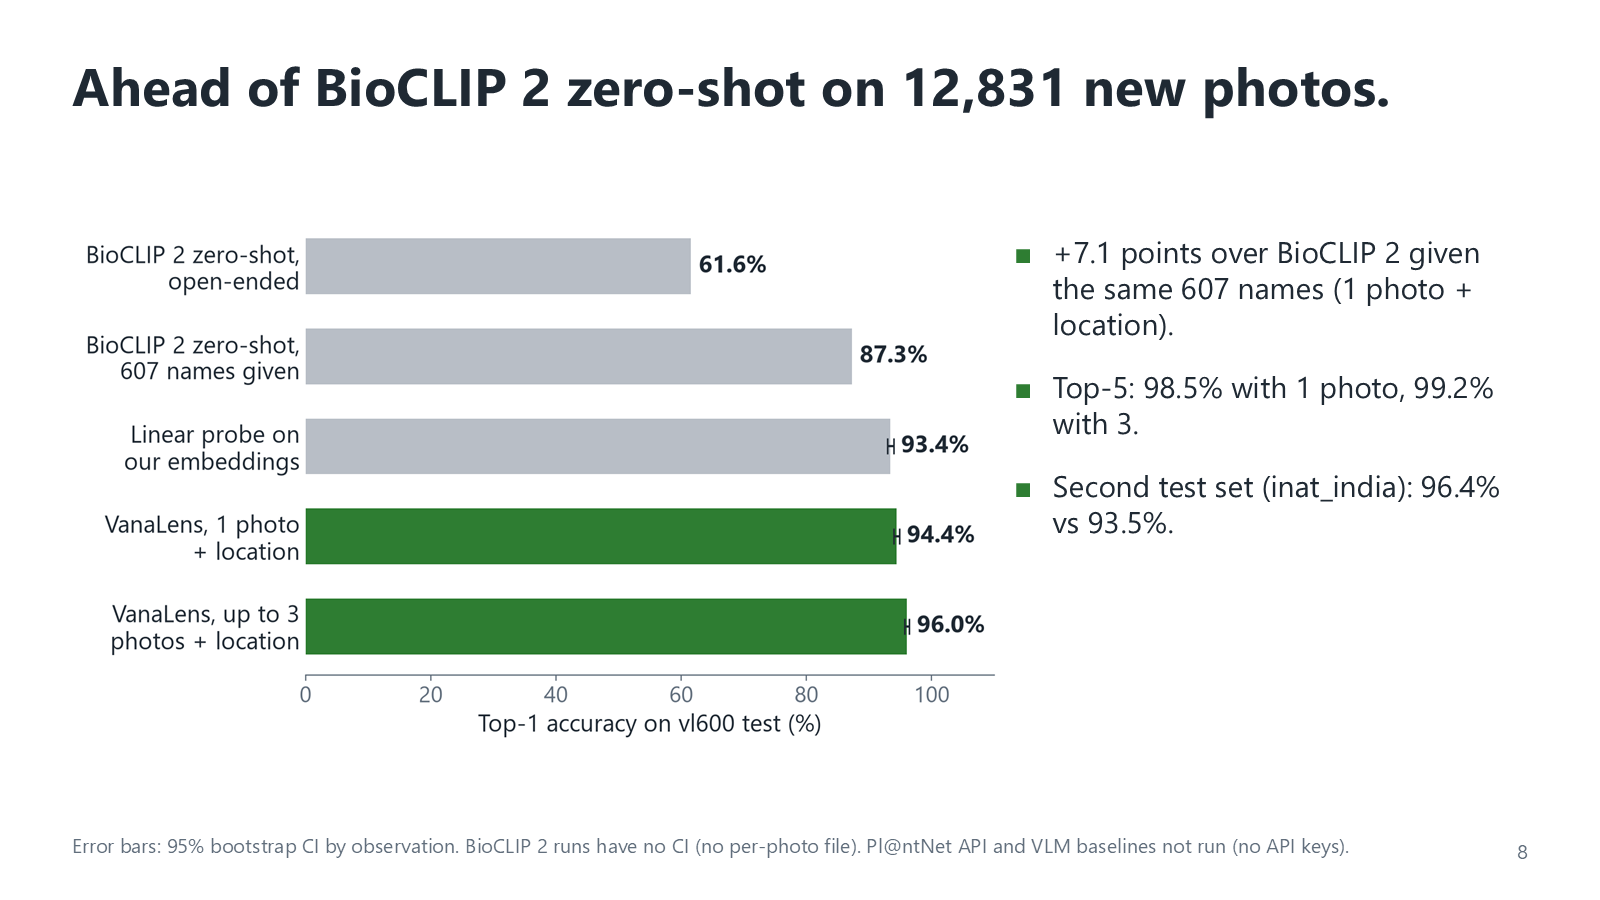 Ahead of BioCLIP 2 zero-shot on 12,831 new photos.
BioCLIP 2 zero-shot,
open-ended
61.6%
BioCLIP 2 zero-shot,
607 names given
87.3%
Linear probe on
our embeddings
93.4%
VanaLens, 1 photo
+ location
94.4%
VanaLens, up to 3
photos + location
96.0%
0 20 40 60 80 100
Top-1 accuracy on vl600 test (%)
+7.1 points over BioCLIP 2 given
the same 607 names (1 photo +
location).
Top-5: 98.5% with 1 photo, 99.2%
with 3.
Second test set (inat_india): 96.4%
vs 93.5%.
Error bars: 95% bootstrap CI by observation. BioCLIP 2 runs have no CI (no per-photo file). Pl@ntNet API and VLM baselines not run (no API keys).
8